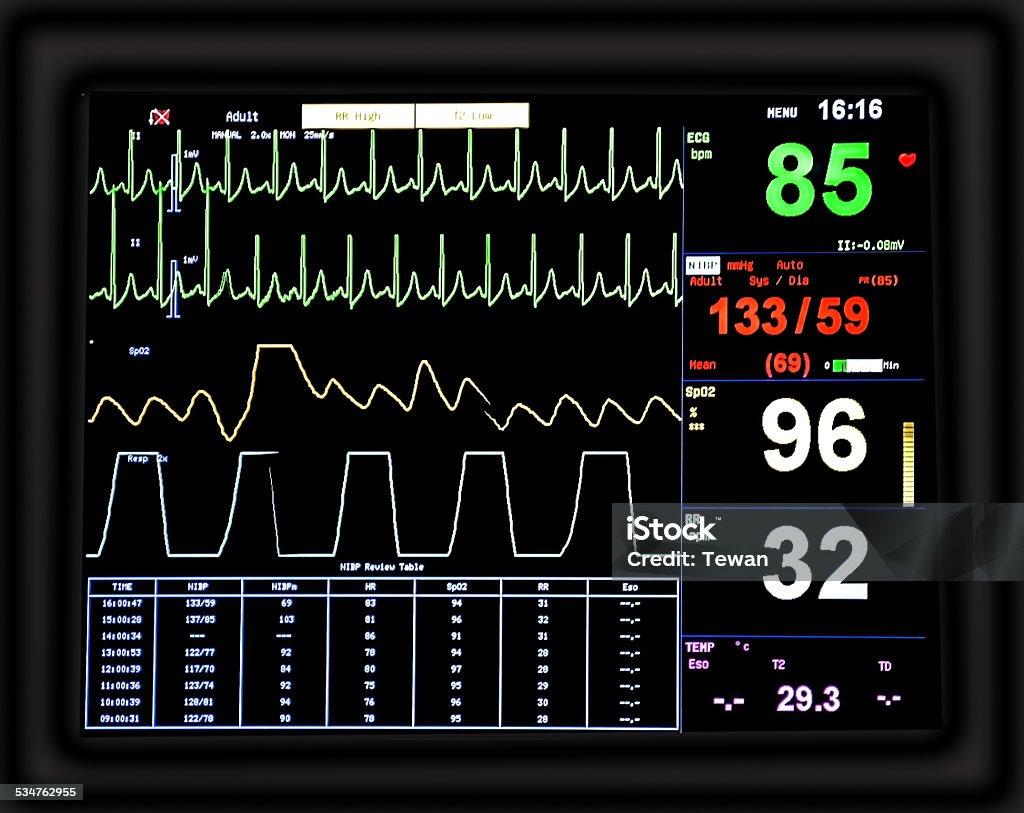 Adult RR High T2 Low MENU 16:16
II MANUAL 2.0x MON 25mm/s
1mV
ECG
bpm
85
II:-0.08mV
II
1mV
NIBP mmHg Auto
Adult Sys / Dia PR(85)
133/59
Mean (69) 0 Min
SpO2
SpO2
%
***
96
Resp 2x
RR
32
iStock™
Credit: Tewan
NIBP Review Table
TIME NIBP NIBPm HR SpO2 RR Eso
16:00:47 133/59 69 83 94 31 --.-
15:00:28 137/85 103 81 96 32 --.-
14:00:34 --- --- 86 91 31 --.-
13:00:53 122/77 92 78 94 28 --.-
12:00:39 117/70 84 80 97 28 --.-
11:00:36 123/74 92 75 95 29 --.-
10:00:39 128/81 94 76 96 30 --.-
09:00:31 122/78 90 78 95 28 --.-
TEMP °c
Eso T2 TD
-.- 29.3 -.-
534762955